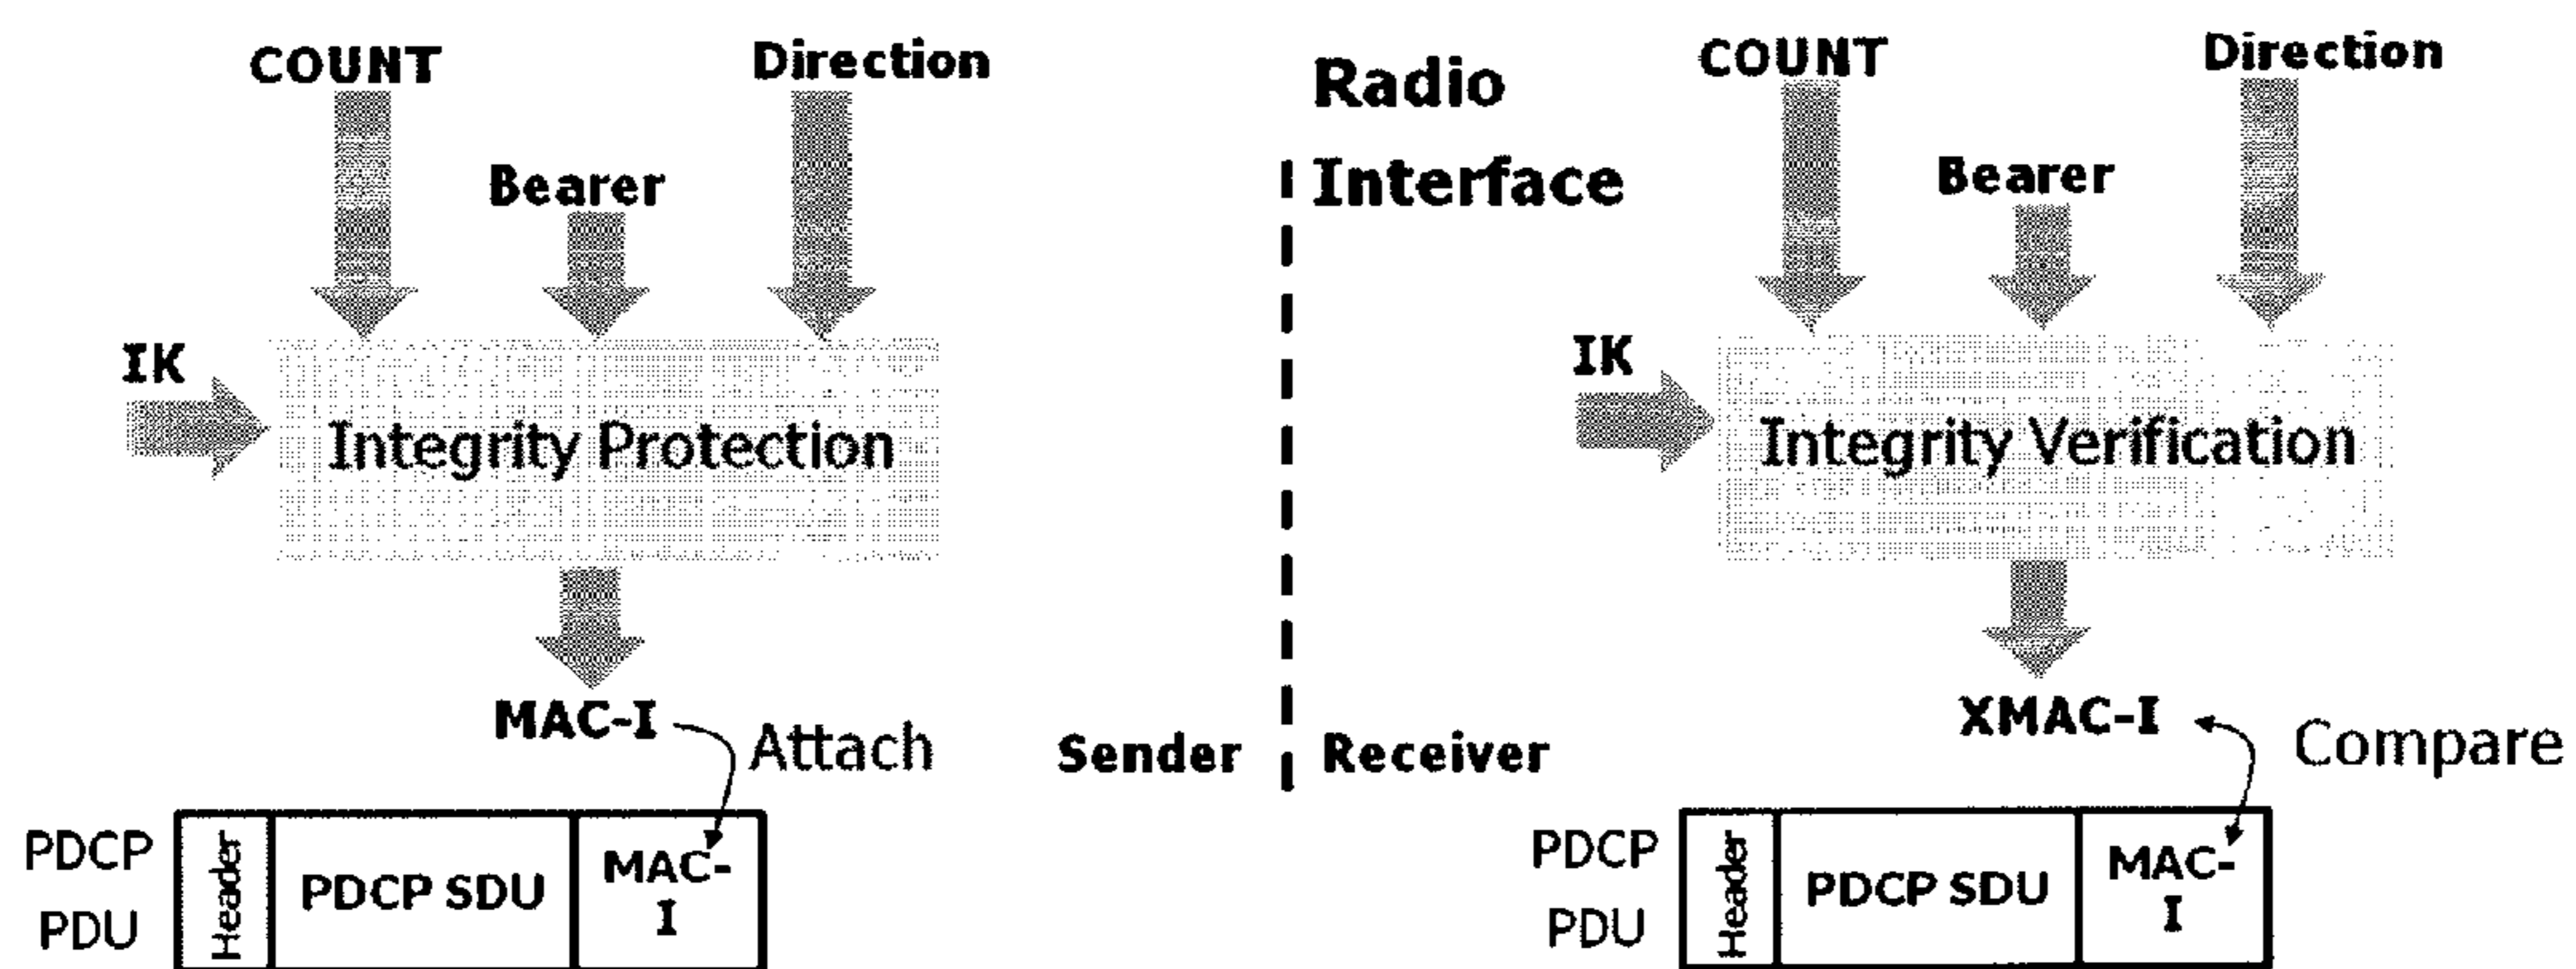 COUNT
Direction
Bearer
IK
Integrity Protection
MAC-I
Attach
Sender
PDCP
PDU
Header
PDCP SDU
MAC-
I
Radio
Interface
COUNT
Direction
Bearer
IK
Integrity Verification
XMAC-I
Compare
Receiver
PDCP
PDU
Header
PDCP SDU
MAC-
I